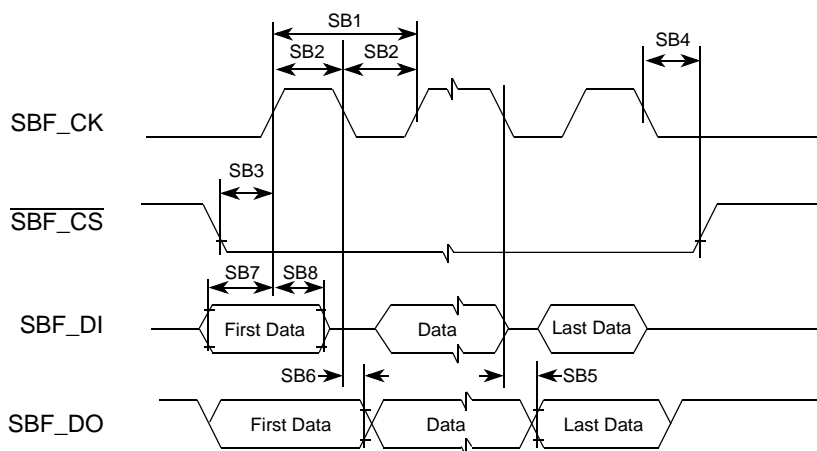 SB1
SB2 SB2 SB4
SBF_CK
SB3
SBF_CS
SB7 SB8
SBF_DI First Data Data Last Data
SB6 SB5
SBF_DO First Data Data Last Data